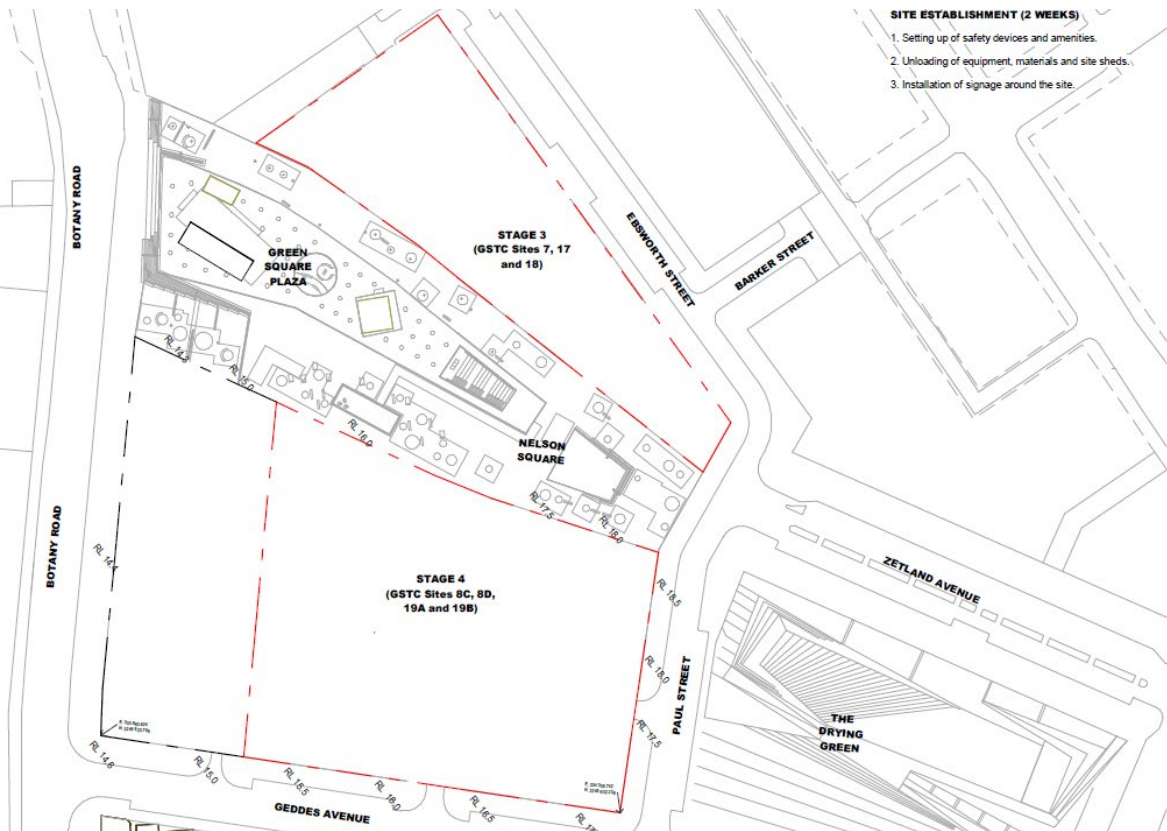 SITE ESTABLISHMENT (2 WEEKS)
1. Setting up of safety devices and amenities.
2. Unloading of equipment, materials and site sheds.
3. Installation of signage around the site.
BOTANY ROAD
GREEN
SQUARE
PLAZA
STAGE 3
(GSTC Sites 7, 17
and 18)
EBSWORTH STREET
BARKER STREET
RL 14.3
RL 15.0
RL 16.0
NELSON
SQUARE
RL 17.5
RL 18.0
BOTANY ROAD
STAGE 4
(GSTC Sites 8C, 8D,
19A and 19B)
ZETLAND AVENUE
RL 18.5
RL 18.0
PAUL STREET
RL 17.5
THE
DRYING
GREEN
RL 14.6
RL 15.0
RL 15.5
RL 16.0
RL 16.5
GEDDES AVENUE